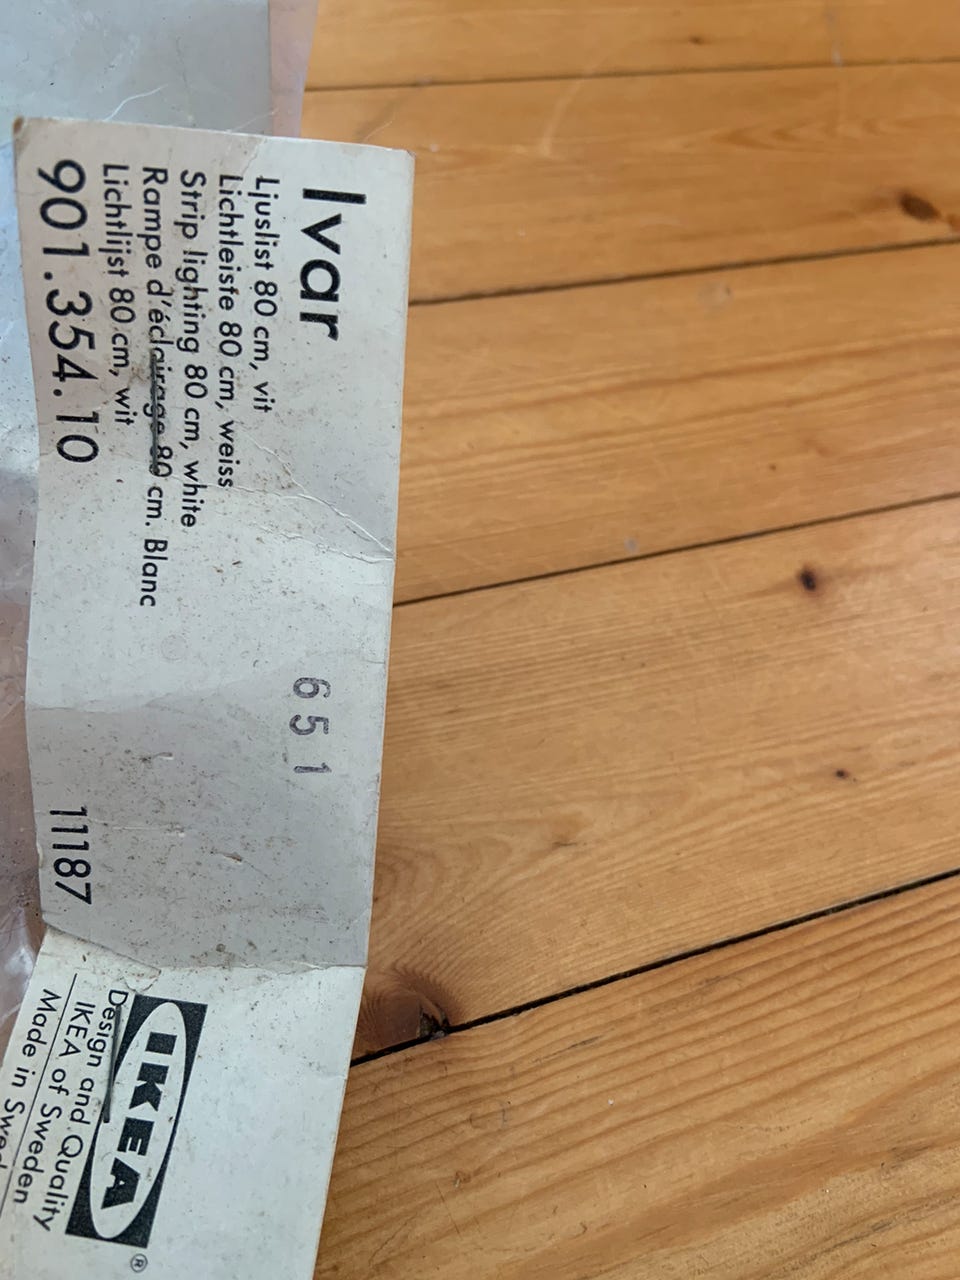 Ivar
Ljuslist 80 cm, vit
Lichtleiste 80 cm, weiss
Strip lighting 80 cm, white
Rampe d'éclairage 80 cm. Blanc
Lichtlijst 80 cm, wit
901.354.10
651
11187
IKEA®
Design and Quality
IKEA of Sweden
Made in